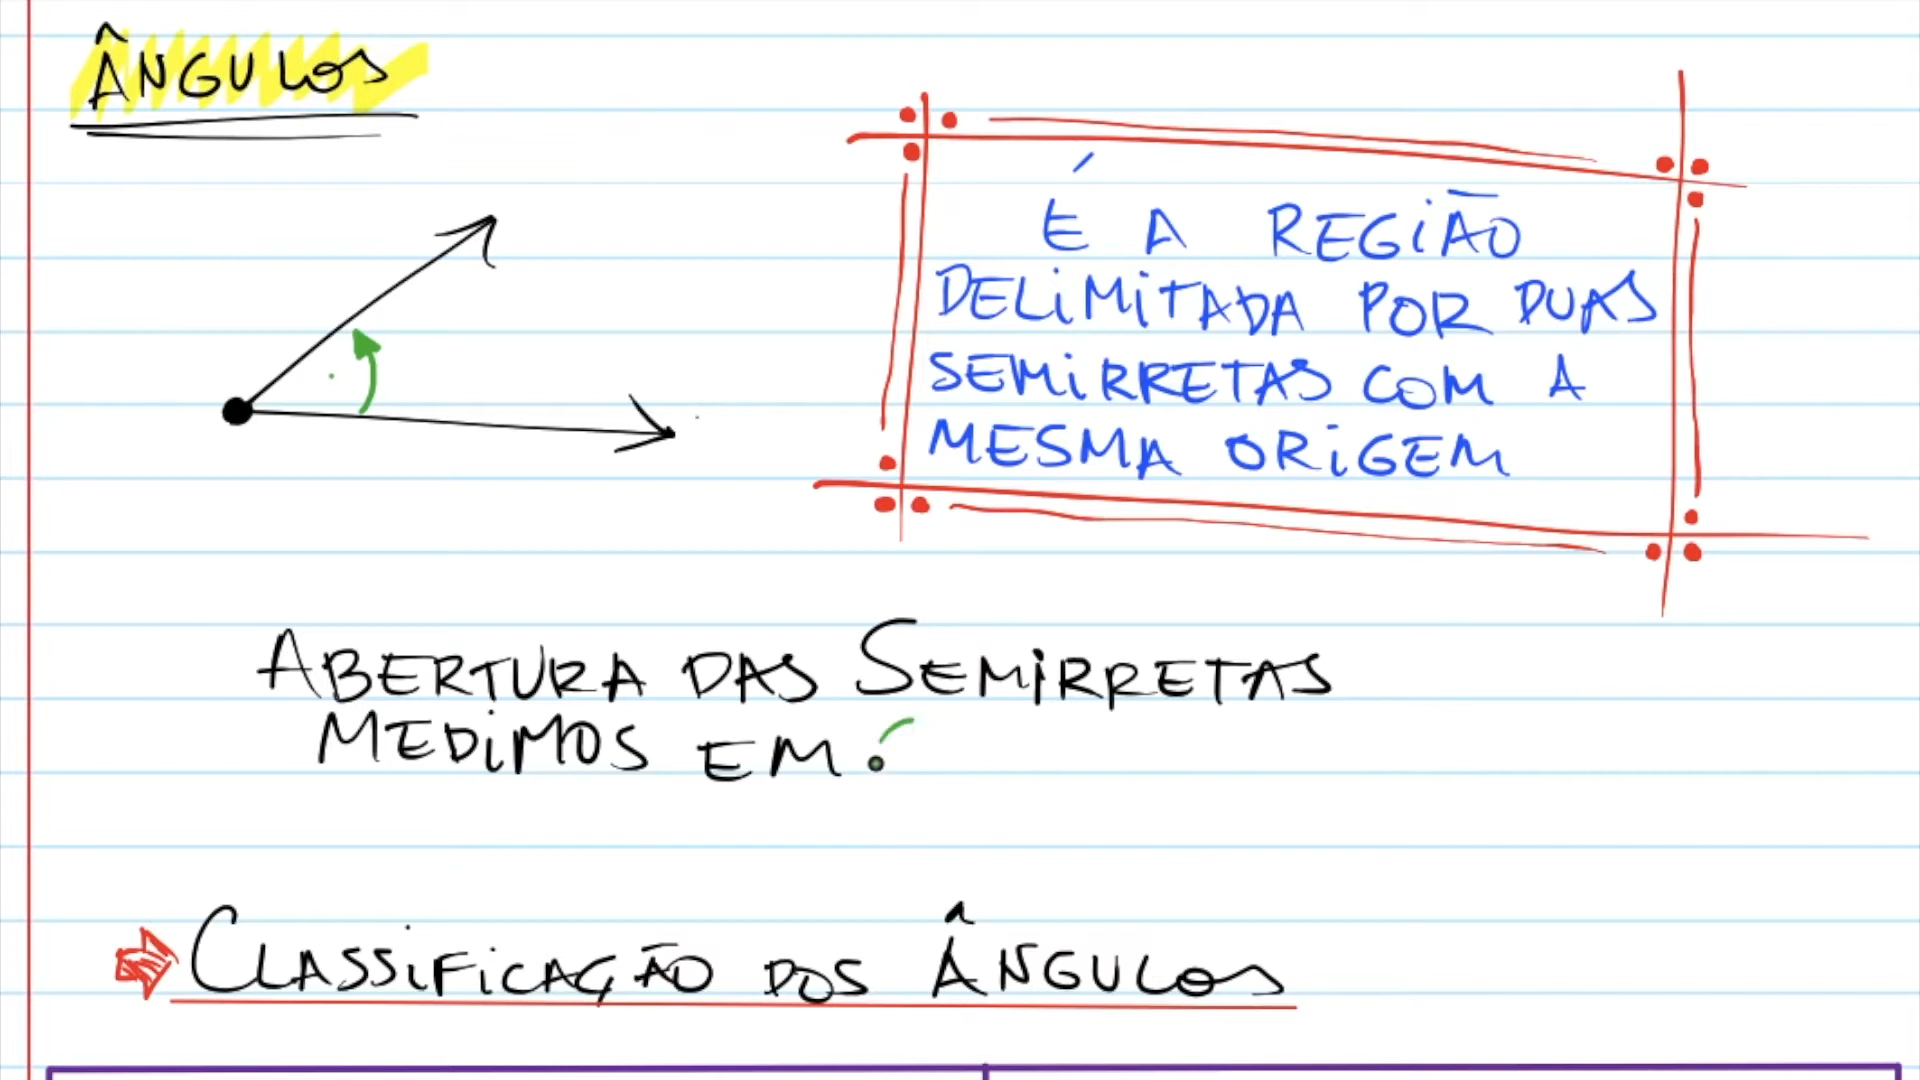 ÂNGULOS
É A REGIÃO
DELIMITADA POR DUAS
SEMIRRETAS COM A
MESMA ORIGEM
ABERTURA DAS SEMIRRETAS
MEDIMOS EM
CLASSIFICAÇÃO DOS ÂNGULOS